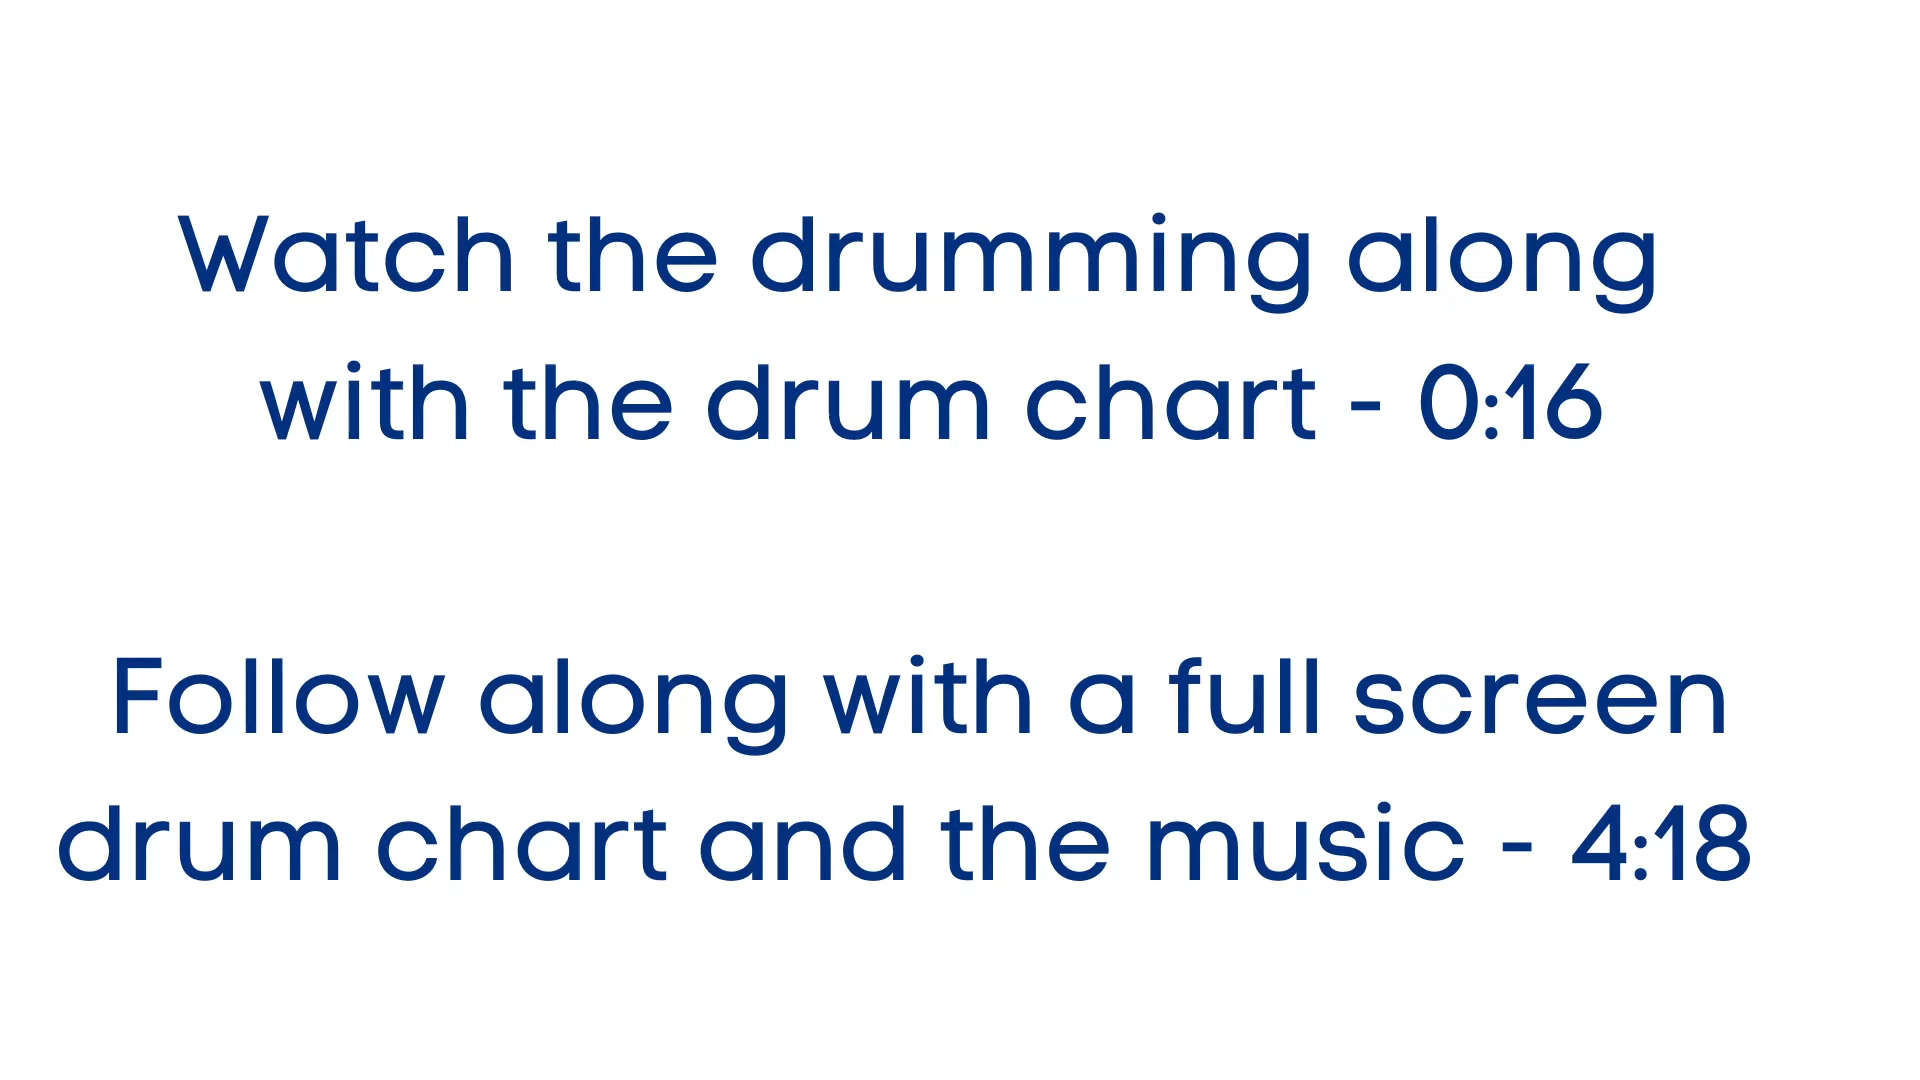 Watch the drumming along
with the drum chart - 0:16
Follow along with a full screen
drum chart and the music - 4:18